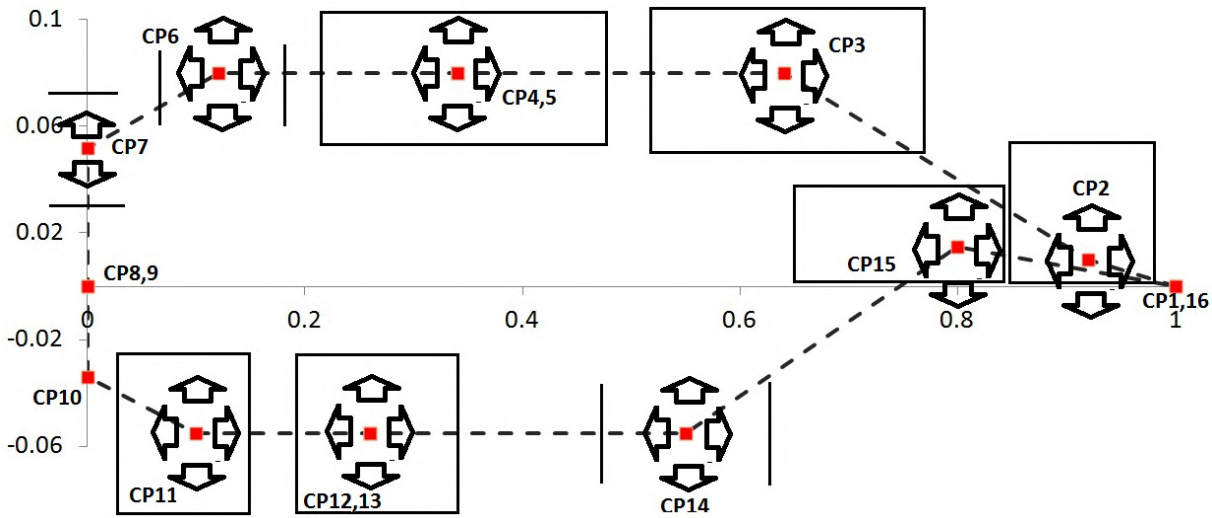 0.1
CP6
CP3
CP4,5
0.06
CP7
CP2
0.02
CP8,9
CP15
CP1,16
0
0.2
0.4
0.6
0.8
1
-0.02
CP10
-0.06
CP11
CP12,13
CP14